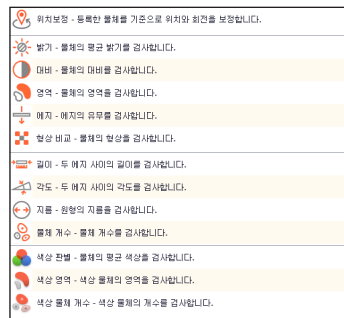 위치보정 - 등록한 물체를 기준으로 위치와 회전을 보정합니다.
밝기 - 물체의 평균 밝기를 검사합니다.
대비 - 물체의 대비를 검사합니다.
영역 - 물체의 영역을 검사합니다.
에지 - 에지의 유무를 검사합니다.
형상 비교 - 물체의 형상을 검사합니다.
길이 - 두 에지 사이의 길이를 검사합니다.
각도 - 두 에지 사이의 각도를 검사합니다.
지름 - 원형의 지름을 검사합니다.
물체 개수 - 물체 개수를 검사합니다.
색상 판별 - 물체의 평균 색상을 검사합니다.
색상 영역 - 색상 물체의 영역을 검사합니다.
색상 물체 개수 - 색상 물체의 개수를 검사합니다.